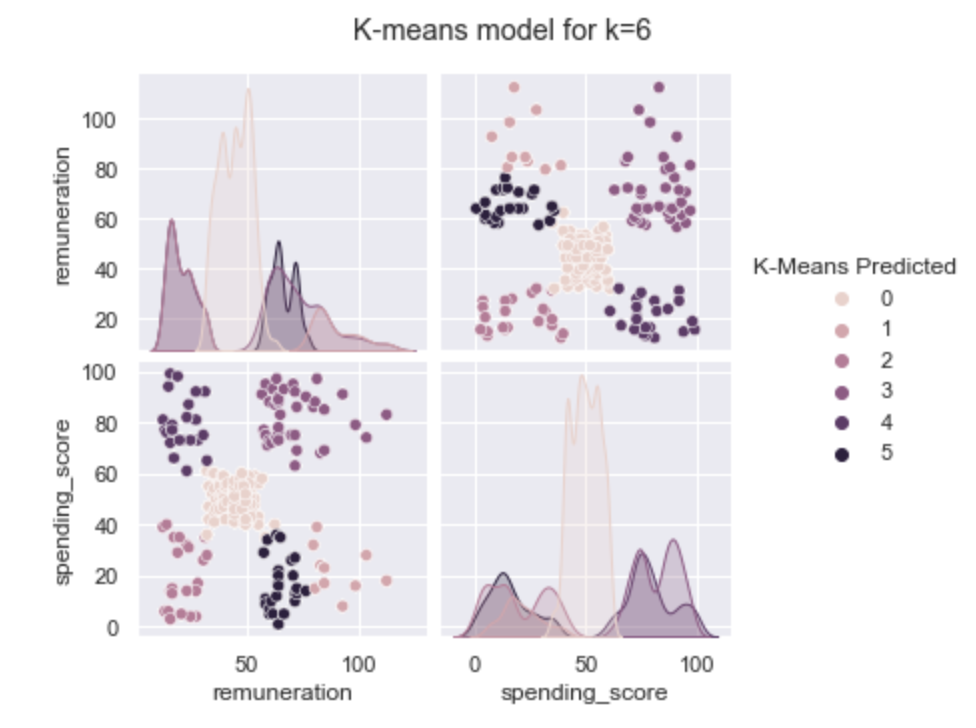 K-means model for k=6
remuneration
100
80
60
40
20
spending_score
100
80
60
40
20
0
50 100
remuneration
0 50 100
spending_score
K-Means Predicted
0
1
2
3
4
5